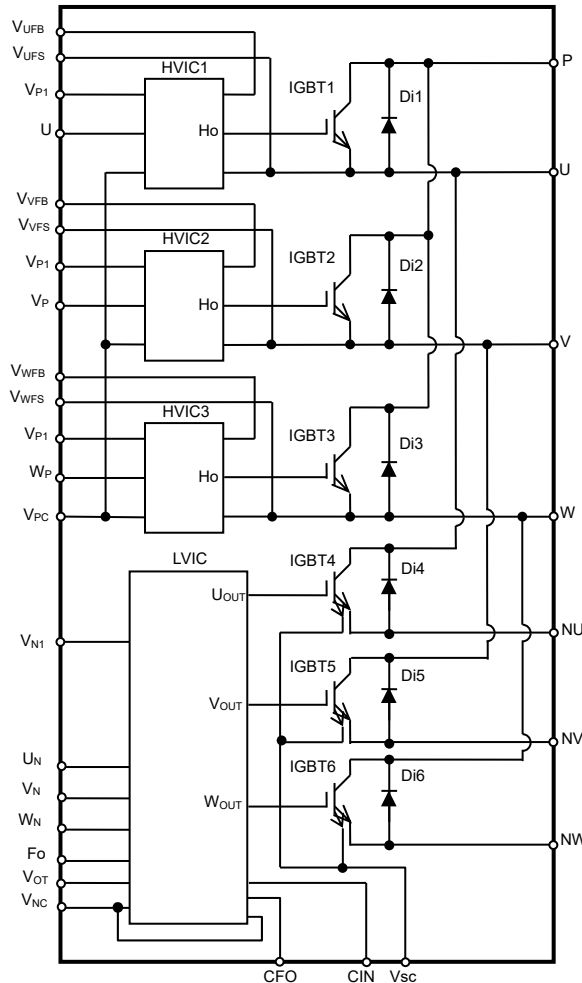 VUFB
VUFS
HVIC1
P
VP1
IGBT1
Di1
U
Ho
U
VVFB
VVFS
HVIC2
VP1
IGBT2
Di2
VP
Ho
V
VWFB
VWFS
HVIC3
VP1
IGBT3
Di3
WP
Ho
VPC
W
LVIC
IGBT4
Di4
UOUT
VN1
NU
IGBT5
Di5
VOUT
UN
NV
IGBT6
Di6
VN
WOUT
WN
NW
Fo
VOT
VNC
CFO
CIN
Vsc